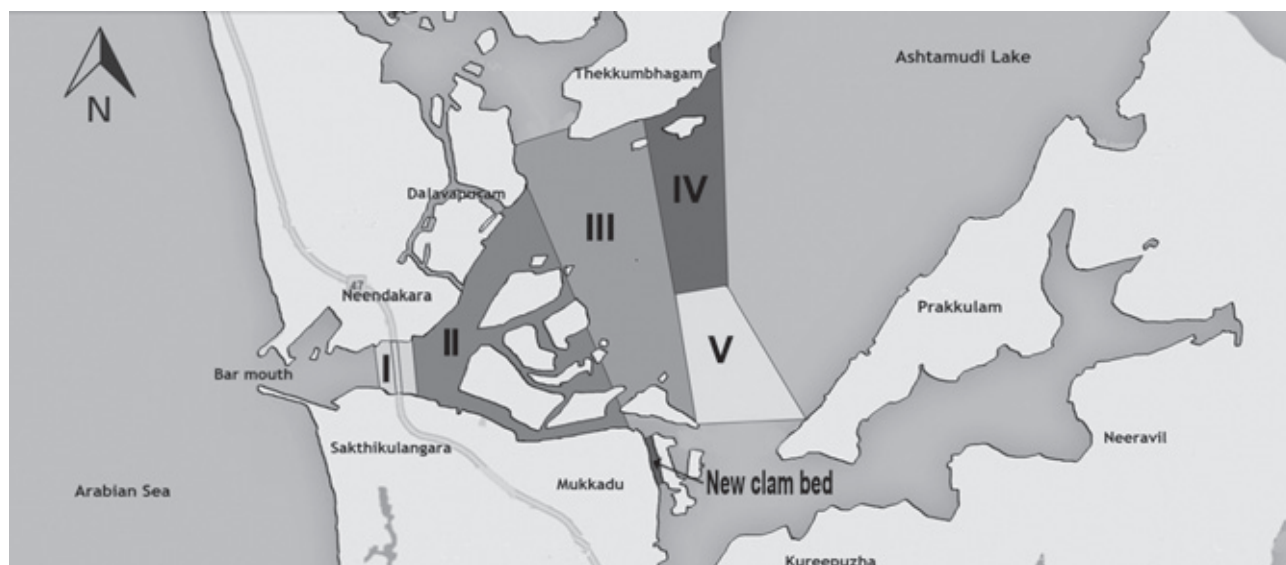 Ashtamudi Lake
Thekkumbhagam
N
IV
Dalavapuram
III
47
Neendakara
Prakkulam
II
V
I
Bar mouth
Neeravil
Sakthikulangara
Mukkadu
New clam bed
Arabian Sea
Kureepuzha